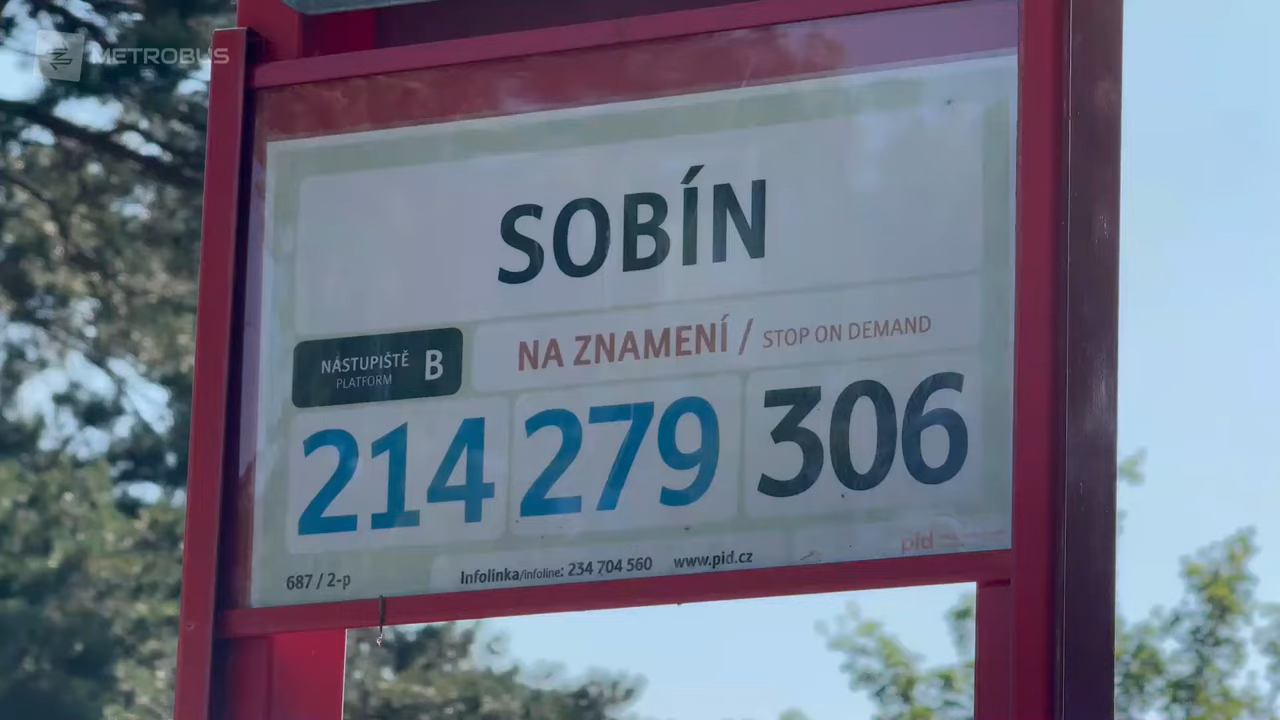 METROBUS
SOBÍN
NÁSTUPIŠTĚ B
PLATFORM
NA ZNAMENÍ / STOP ON DEMAND
214 279 306
687 / 2-p
Infolinka/infoline: 234 704 560 www.pid.cz
pid